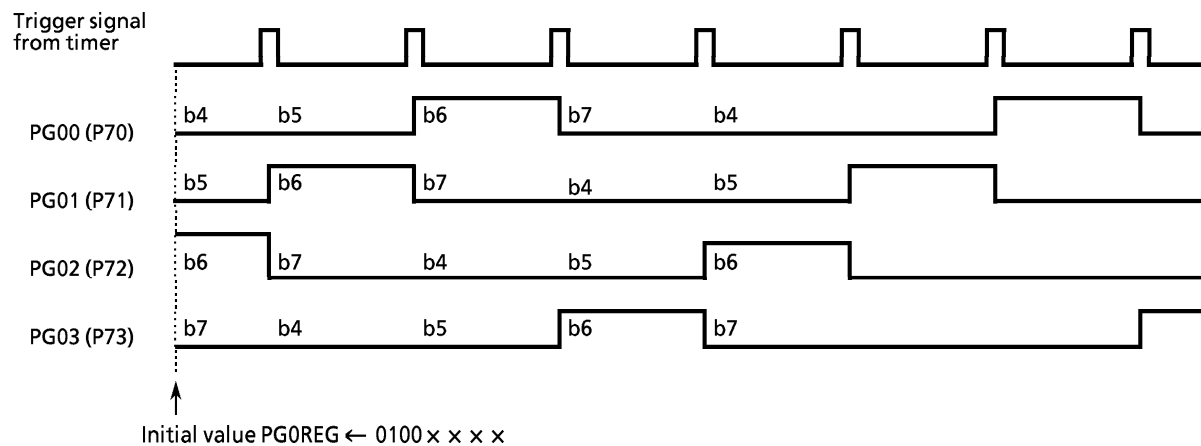 Trigger signal
from timer
PG00 (P70)
b4 b5 b6 b7 b4
PG01 (P71)
b5 b6 b7 b4 b5
PG02 (P72)
b6 b7 b4 b5 b6
PG03 (P73)
b7 b4 b5 b6 b7
Initial value PG0REG ← 0100 × × × ×